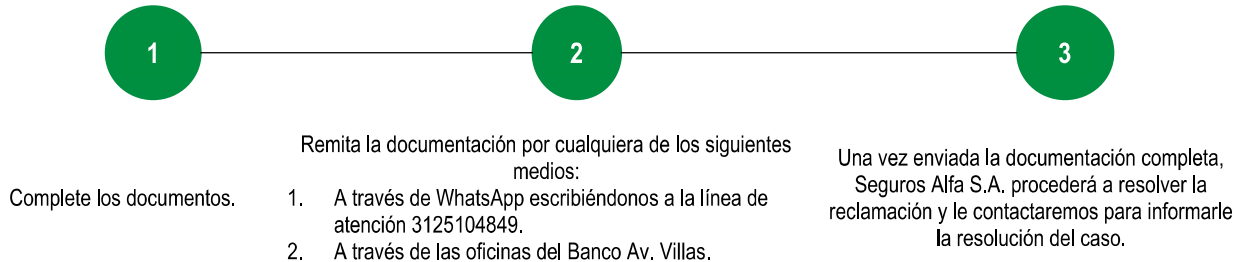 1
2
3
Complete los documentos.
Remita la documentación por cualquiera de los siguientes
medios:
1. A través de WhatsApp escribiéndonos a la línea de
atención 3125104849.
2. A través de las oficinas del Banco Av. Villas.
Una vez enviada la documentación completa,
Seguros Alfa S.A. procederá a resolver la
reclamación y le contactaremos para informarle
la resolución del caso.